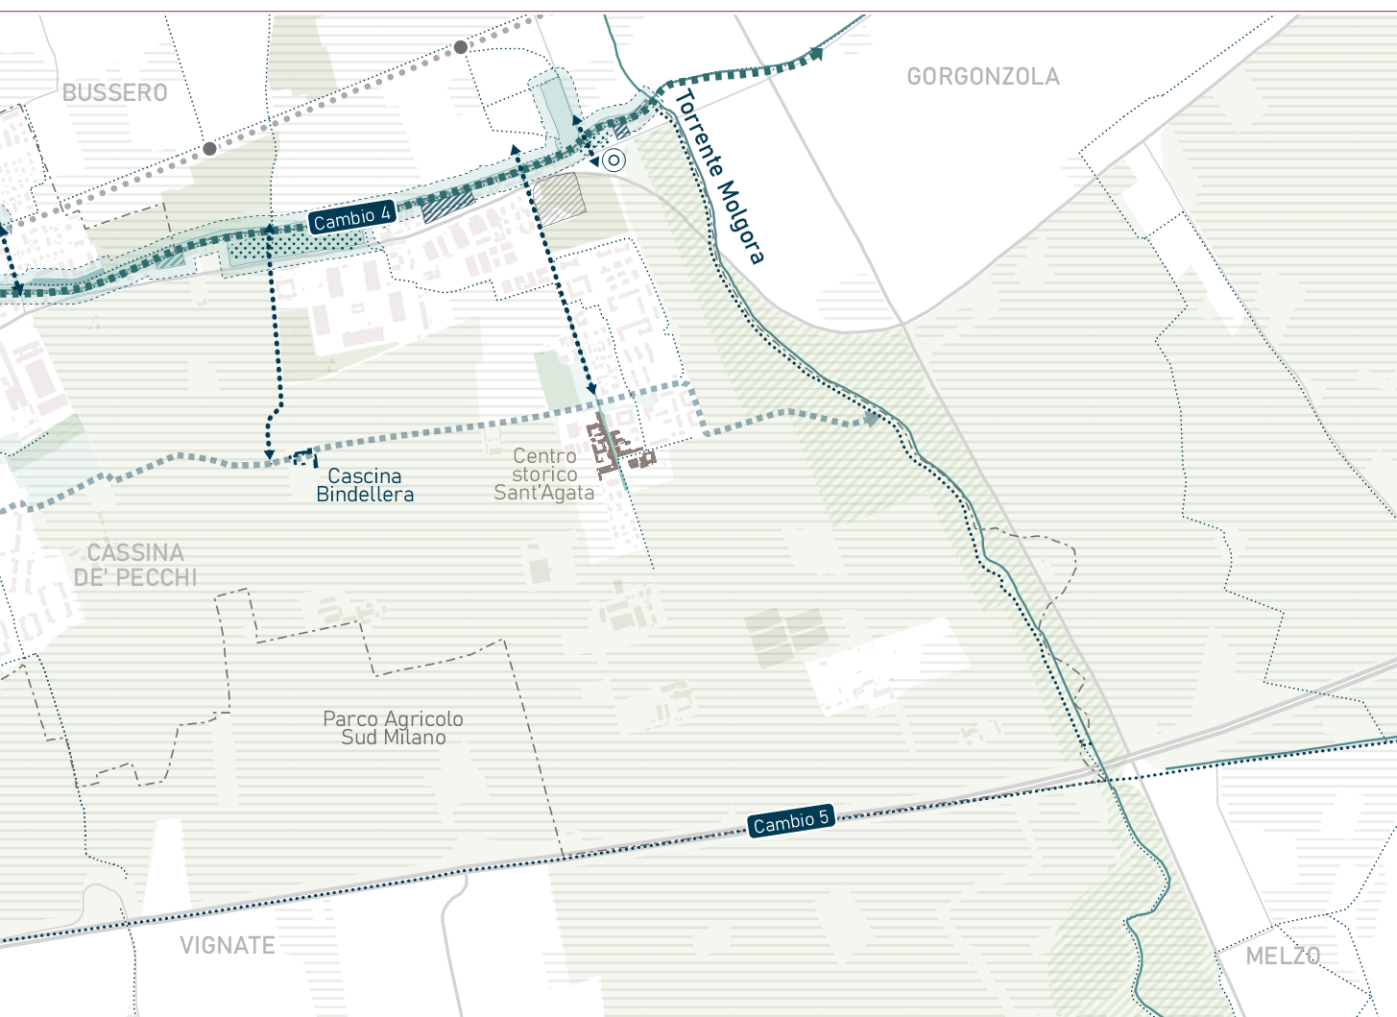 GORGONZOLA
BUSSERO
Torrente Molgora
Cambio 4
Centro
storico
Sant'Agata
Cascina
Bindellera
CASSINA
DE' PECCHI
Parco Agricolo
Sud Milano
Cambio 5
VIGNATE
MELZO